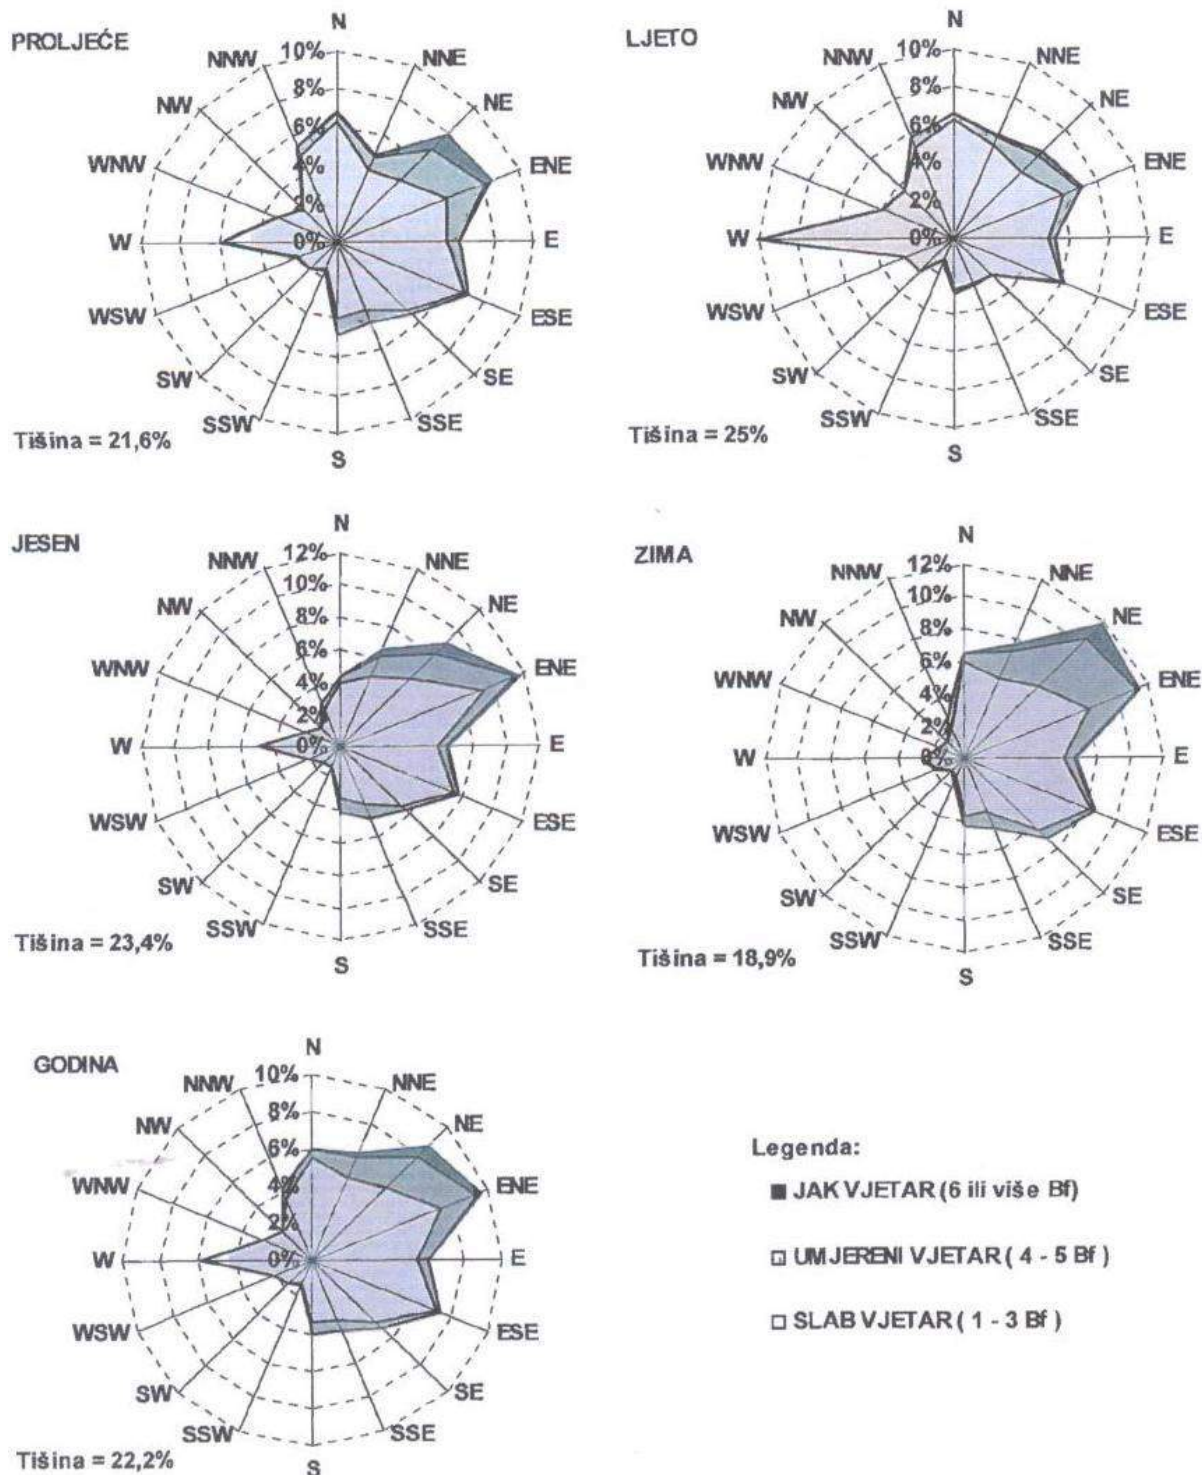 PROLJEĆE
N
NNE
NE
ENE
E
ESE
SE
SSE
S
SSW
SW
WSW
W
WNW
NW
NNW
10%
8%
6%
4%
2%
0%
Tišina = 21,6%
LJETO
N
NNE
NE
ENE
E
ESE
SE
SSE
S
SSW
SW
WSW
W
WNW
NW
NNW
10%
8%
6%
4%
2%
0%
Tišina = 25%
JESEN
N
NNE
NE
ENE
E
ESE
SE
SSE
S
SSW
SW
WSW
W
WNW
NW
NNW
12%
10%
8%
6%
4%
2%
0%
Tišina = 23,4%
ZIMA
N
NNE
NE
ENE
E
ESE
SE
SSE
S
SSW
SW
WSW
W
WNW
NW
NNW
12%
10%
8%
6%
4%
2%
0%
Tišina = 18,9%
GODINA
N
NNE
NE
ENE
E
ESE
SE
SSE
S
SSW
SW
WSW
W
WNW
NW
NNW
10%
8%
6%
4%
2%
0%
Tišina = 22,2%
Legenda:
JAK VJETAR (6 ili više Bf)
UMJERENI VJETAR ( 4 - 5 Bf )
SLAB VJETAR ( 1 - 3 Bf )